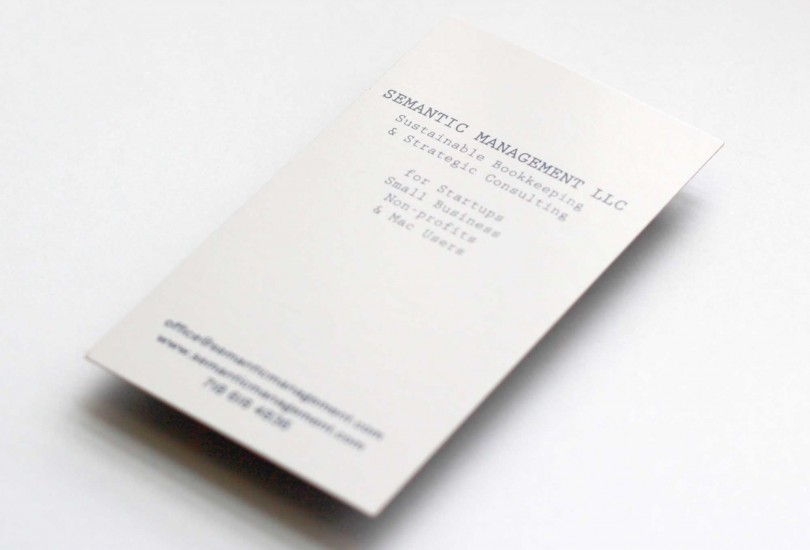 SEMANTIC MANAGEMENT LLC
Sustainable Bookkeeping
& Strategic Consulting
for Startups
Small Business
Non-profits
& Mac Users
office@semanticmanagement.com
www.semanticmanagement.com